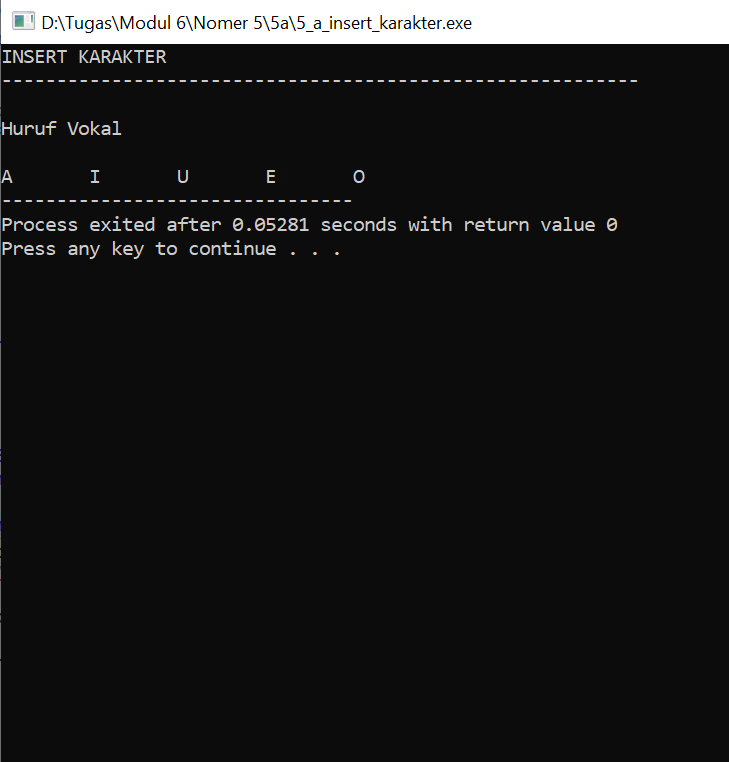 D:\Tugas\Modul 6\Nomer 5\5a\5_a_insert_karakter.exe
INSERT KARAKTER
----------------------------------------------------------
Huruf Vokal
A I U E O
--------------------------------
Process exited after 0.05281 seconds with return value 0
Press any key to continue . . .